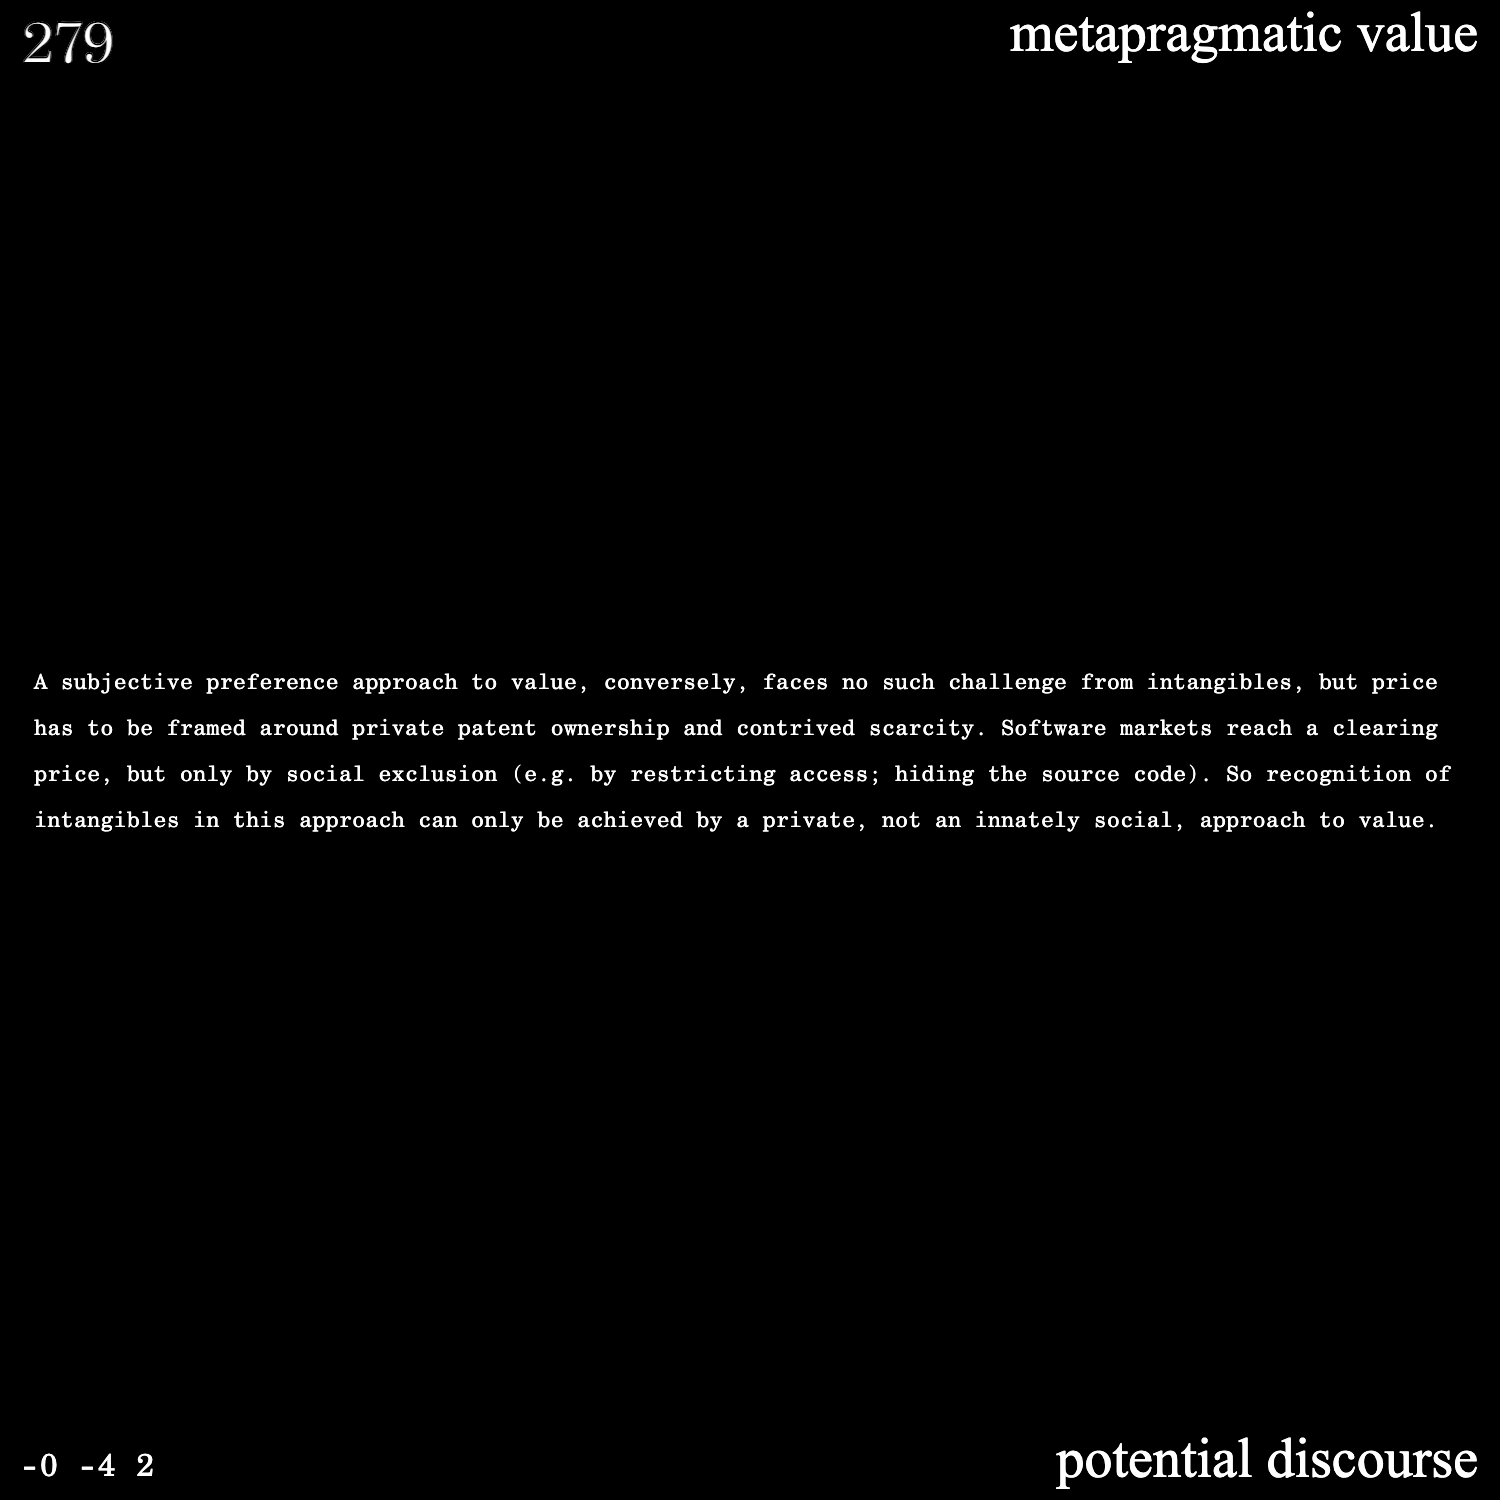 279
metapragmatic value
A subjective preference approach to value, conversely, faces no such challenge from intangibles, but price
has to be framed around private patent ownership and contrived scarcity. Software markets reach a clearing
price, but only by social exclusion (e.g. by restricting access; hiding the source code). So recognition of
intangibles in this approach can only be achieved by a private, not an innately social, approach to value.
-0 -4 2
potential discourse